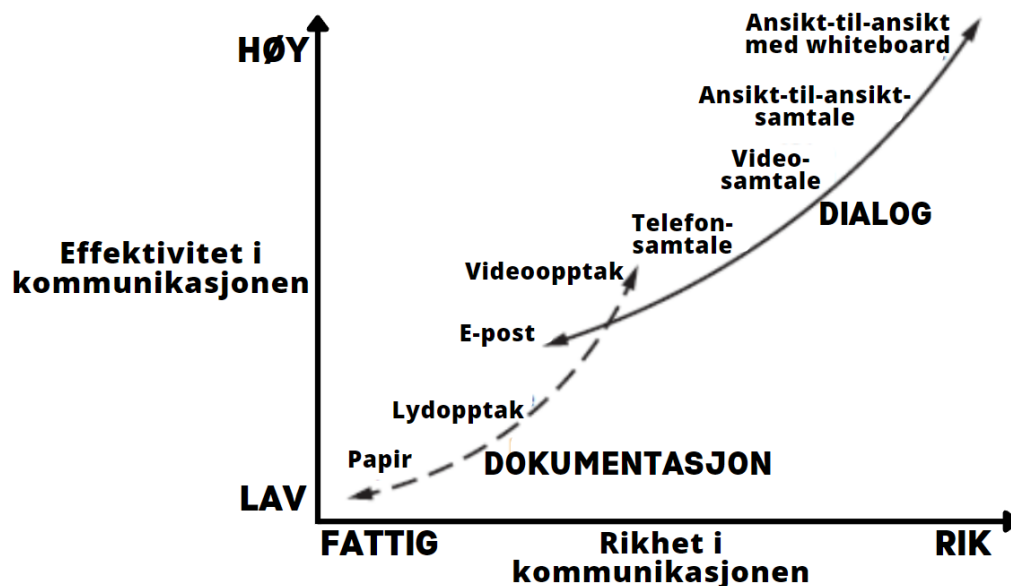 Ansikt-til-ansikt
med whiteboard
HØY
Ansikt-til-ansikt-
samtale
Video-
samtale
DIALOG
Telefon-
samtale
Effektivitet i
kommunikasjonen
Videoopptak
E-post
Lydopptak
Papir
DOKUMENTASJON
LAV
FATTIG
Rikhet i
kommunikasjonen
RIK